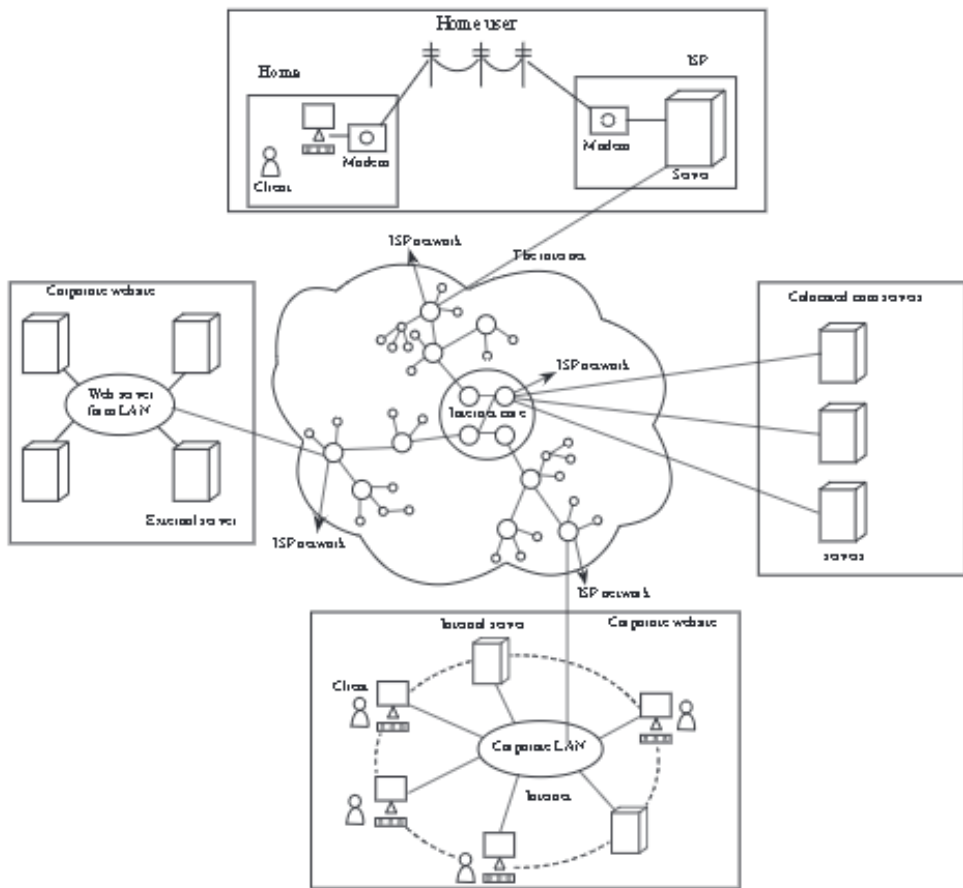 Home user
Home
ISP
Modem
Modem
Client
Server
ISP network
The internet
Corporate website
Web server
farm LAN
External server
ISP network
Internet core
ISP network
ISP network
Colocated servers
servers
Internal server
Corporate website
Client
Corporate LAN
Intranet